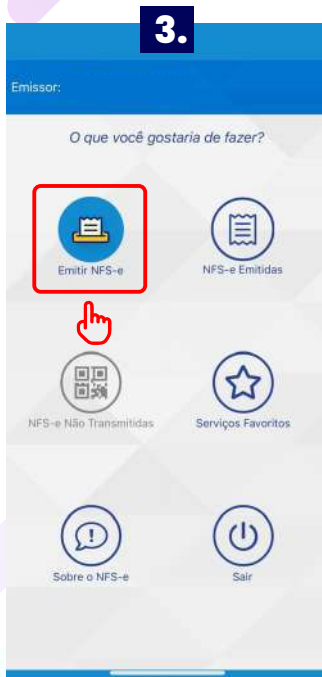 3.
Emissor:
O que você gostaria de fazer?
Emitir NFS-e
NFS-e Emitidas
NFS-e Não Transmitidas
Serviços Favoritos
Sobre o NFS-e
Sair